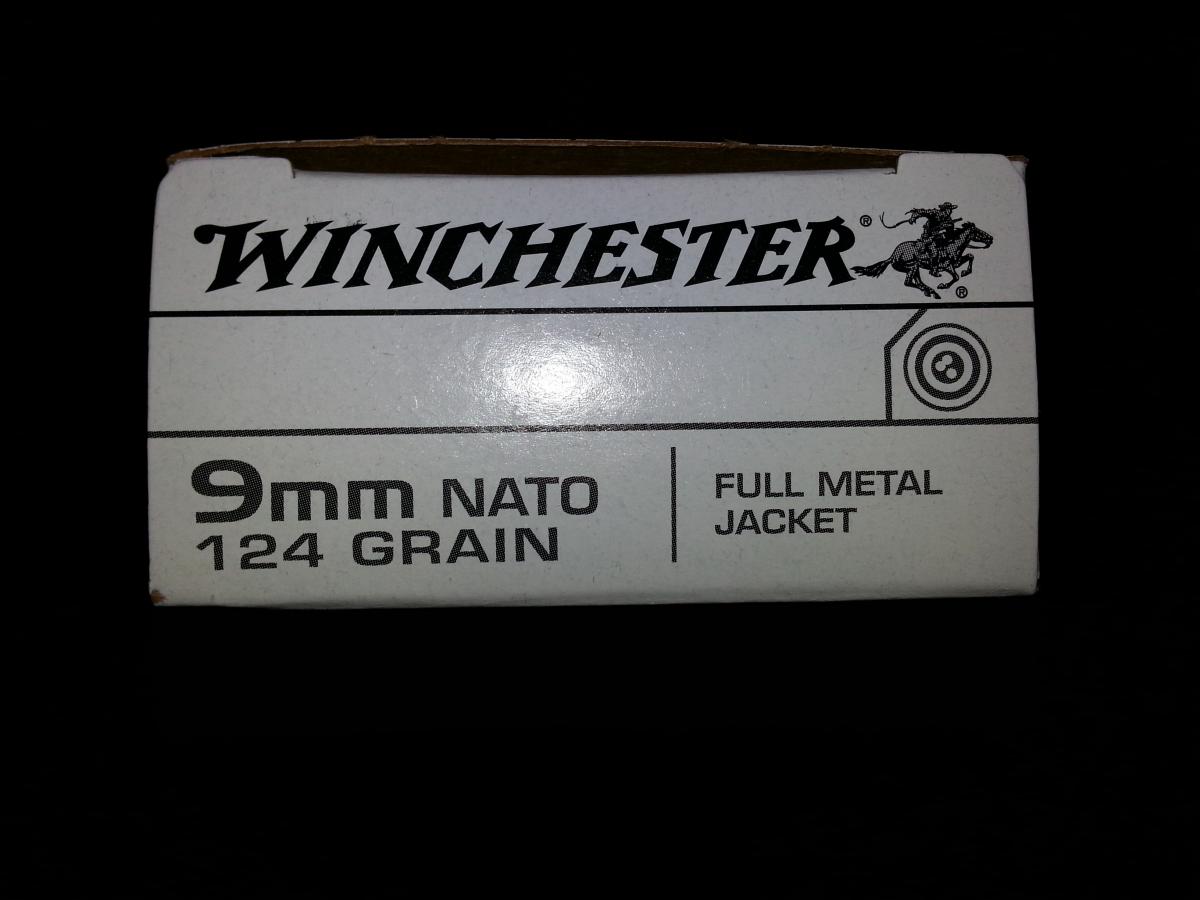 WINCHESTER®
®
9mm NATO
124 GRAIN
FULL METAL
JACKET